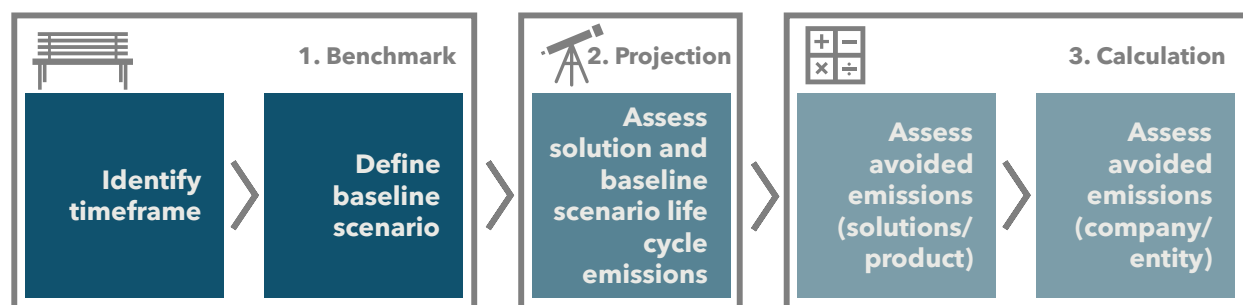 1. Benchmark
Identify
timeframe
Define
baseline
scenario
2. Projection
Assess
solution and
baseline
scenario life
cycle
emissions
3. Calculation
+ −
× ÷
Assess
avoided
emissions
(solutions/
product)
Assess
avoided
emissions
(company/
entity)